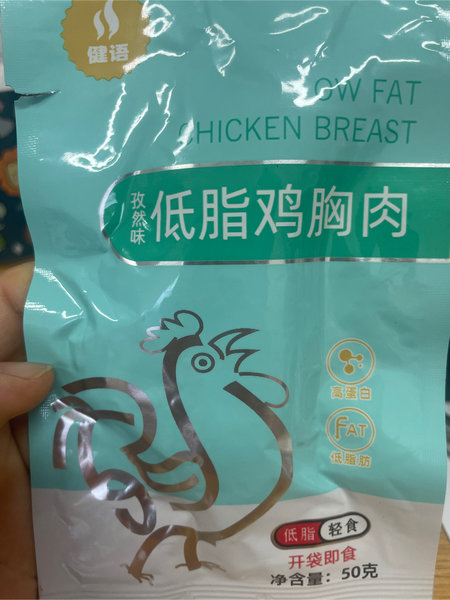 健语
OW FAT
CHICKEN BREAST
孜然味
低脂鸡胸肉
高蛋白
FAT
低脂肪
低脂 轻食
开袋即食
净含量：50克